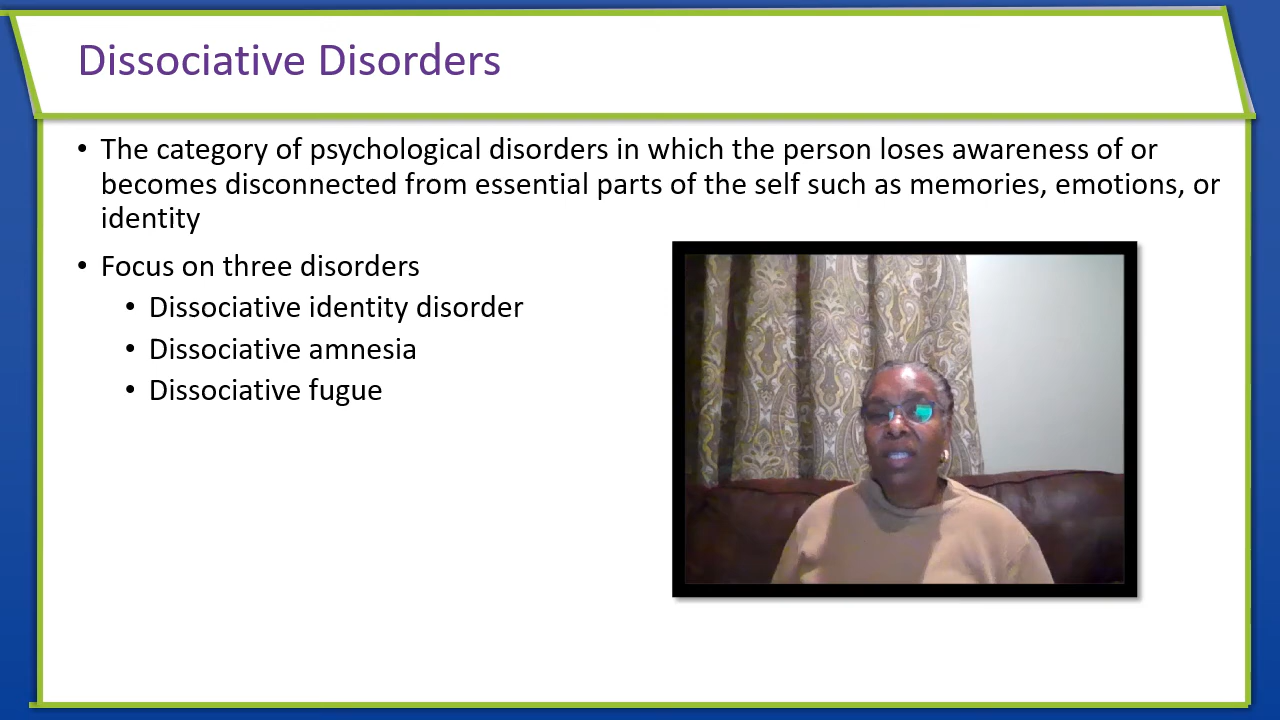 Dissociative Disorders
• The category of psychological disorders in which the person loses awareness of or
becomes disconnected from essential parts of the self such as memories, emotions, or
identity
• Focus on three disorders
• Dissociative identity disorder
• Dissociative amnesia
• Dissociative fugue